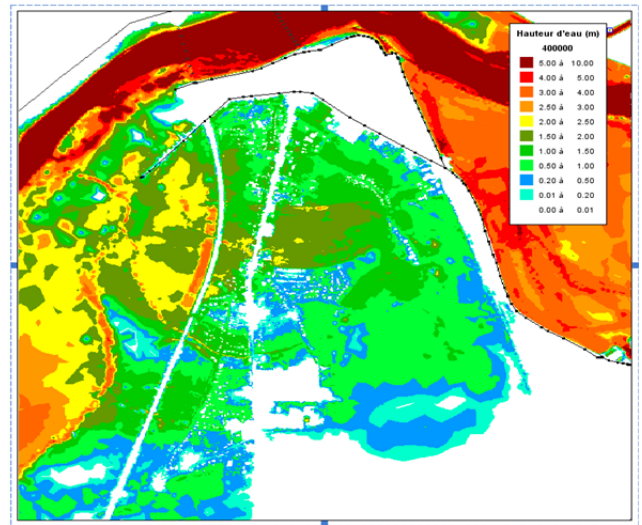 Hauteur d'eau (m)
400000
5.00 à 10.00
4.00 à 5.00
3.00 à 4.00
2.50 à 3.00
2.00 à 2.50
1.50 à 2.00
1.00 à 1.50
0.50 à 1.00
0.20 à 0.50
0.01 à 0.20
0.00 à 0.01